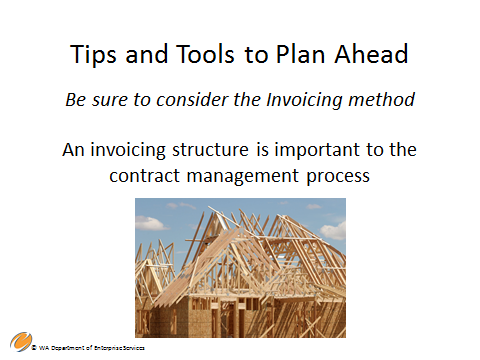 Tips and Tools to Plan Ahead
Be sure to consider the Invoicing method
An invoicing structure is important to the
contract management process
© WA Department of Enterprise Services